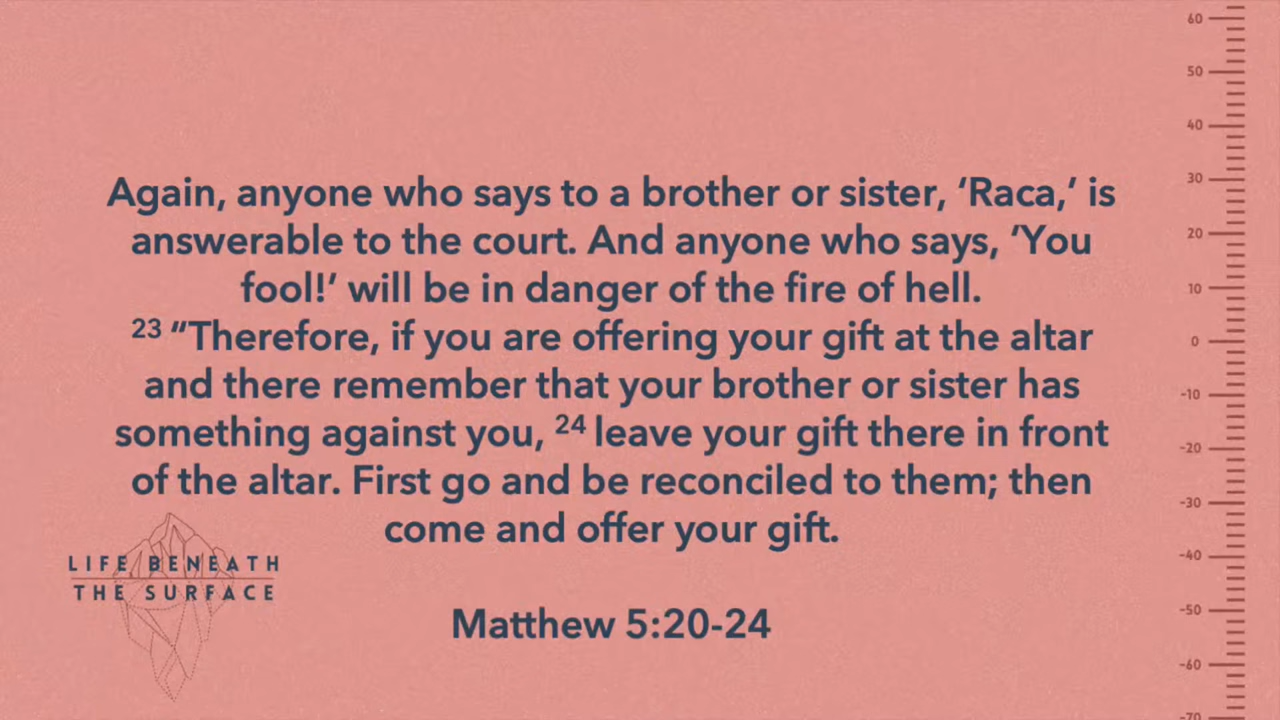 Again, anyone who says to a brother or sister, ‘Raca,’ is
answerable to the court. And anyone who says, ‘You
fool!’ will be in danger of the fire of hell.
23 “Therefore, if you are offering your gift at the altar
and there remember that your brother or sister has
something against you, 24 leave your gift there in front
of the altar. First go and be reconciled to them; then
come and offer your gift.
Matthew 5:20-24
LIFE BENEATH
THE SURFACE
60
50
40
30
20
10
0
-10
-20
-30
-40
-50
-60
-70